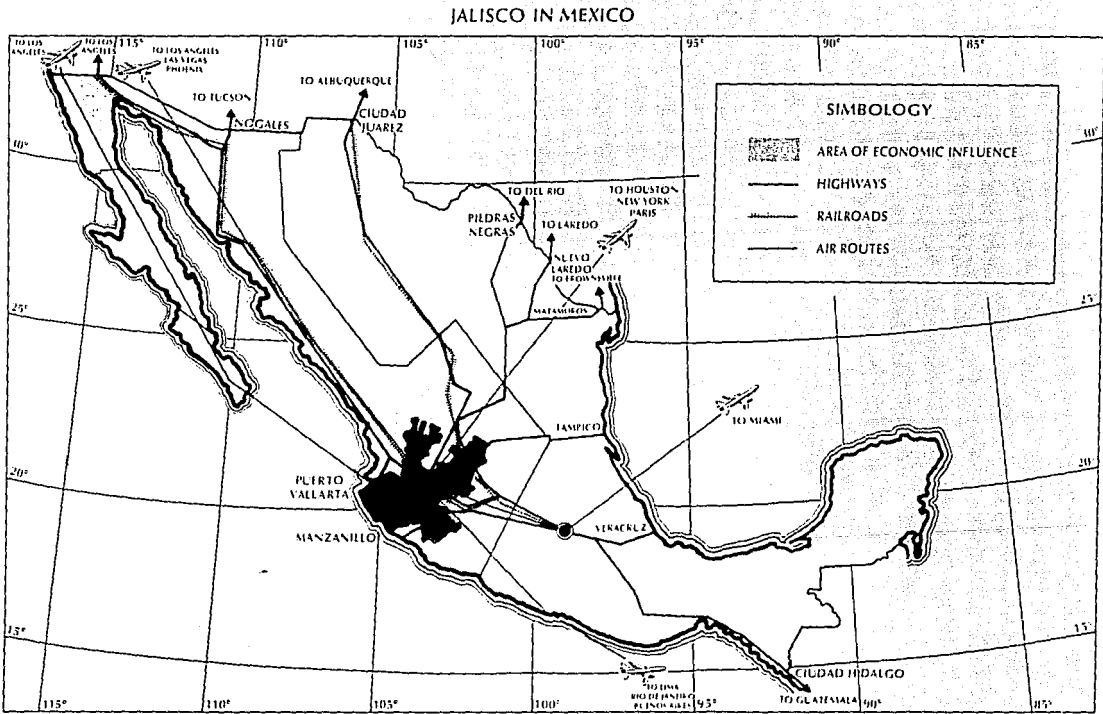 JALISCO IN MEXICO
115°
110°
105°
100°
95°
90°
85°
TO LOS
ANGELES
TO LOS
ANGELES
TO LOS ANGELES
LAS VEGAS
PHOENIX
TO TUCSON
NOGALES
TO ALBUQUERQUE
CIUDAD
JUAREZ
SIMBOLOGY
AREA OF ECONOMIC INFLUENCE
HIGHWAYS
RAILROADS
AIR ROUTES
30°
30°
TO DEL RIO
PIEDRAS
NEGRAS
TO HOUSTON
NEW YORK
PARIS
TO LAREDO
NUEVO
LAREDO
TO BROWNSVILLE
MATAMOROS
25°
25°
TO MIAMI
TAMPICO
20°
20°
PUERTO
VALLARTA
MANZANILLO
VERACRUZ
15°
15°
CIUDAD HIDALGO
TO GUATEMALA
TO LIMA
RIO DE JANEIRO
BUENOS AIRES
115°
110°
105°
100°
95°
90°
85°